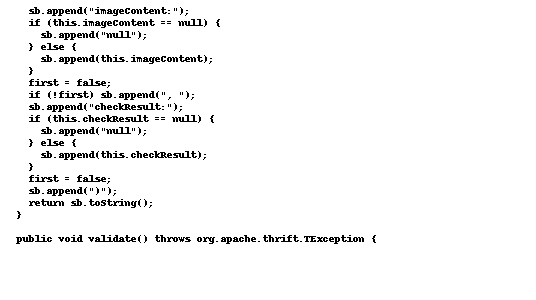 sb.append("imageContent:");
if (this.imageContent == null) {
sb.append("null");
} else {
sb.append(this.imageContent);
}
first = false;
if (!first) sb.append(", ");
sb.append("checkResult:");
if (this.checkResult == null) {
sb.append("null");
} else {
sb.append(this.checkResult);
}
first = false;
sb.append(")");
return sb.toString();
}
public void validate() throws org.apache.thrift.TException {